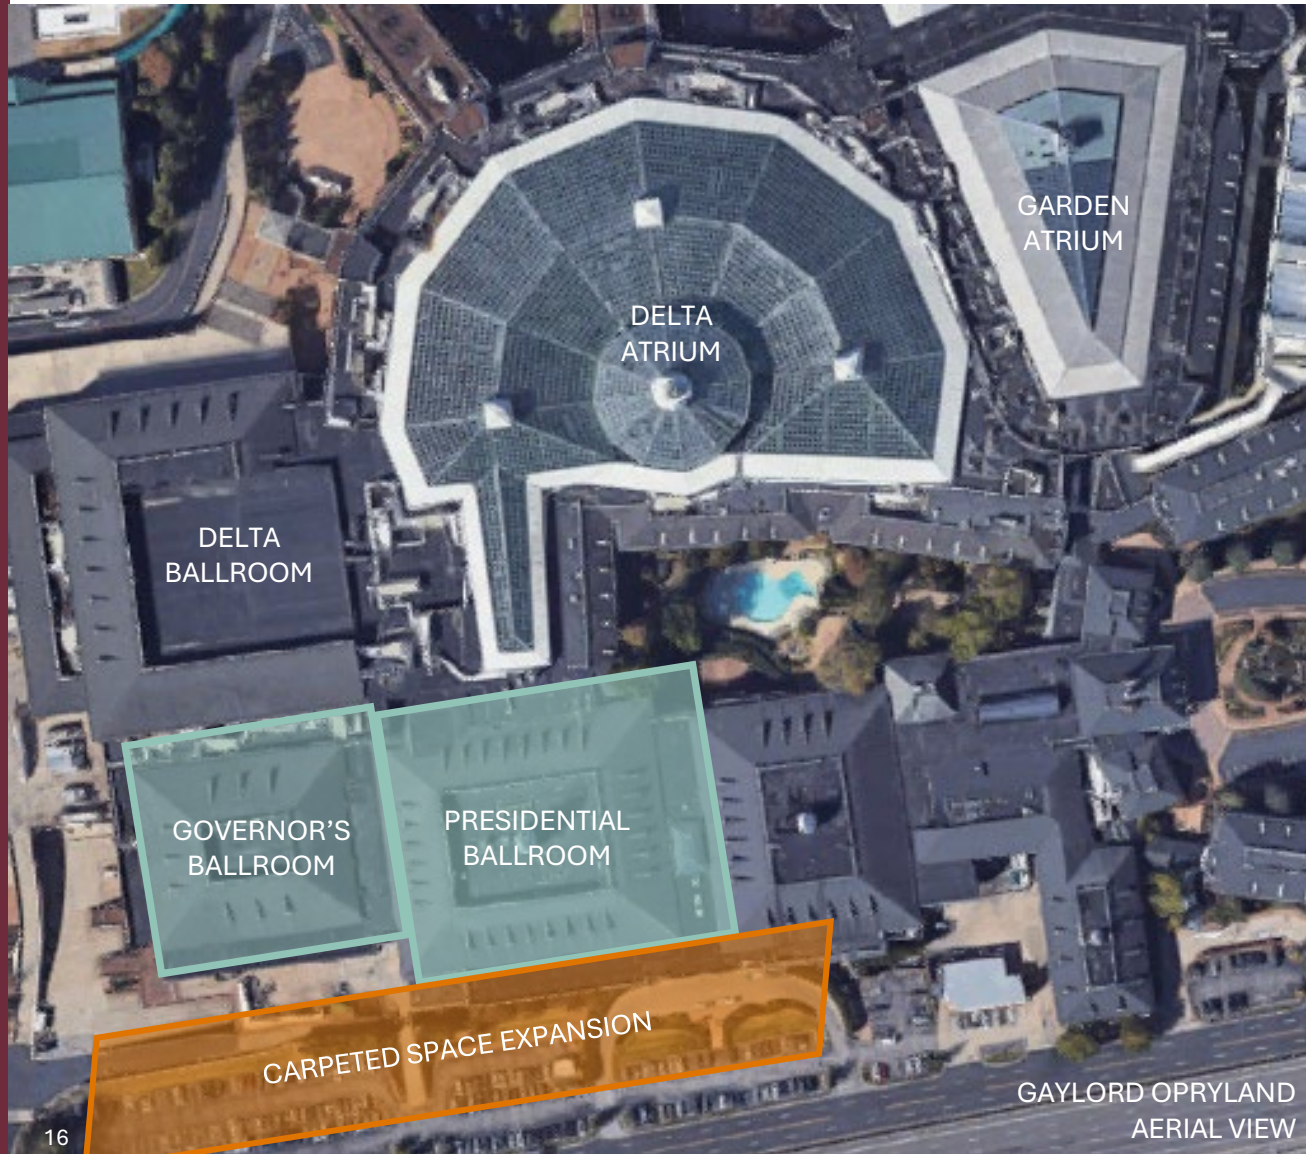 GARDEN
ATRIUM
DELTA
ATRIUM
DELTA
BALLROOM
GOVERNOR'S
BALLROOM
PRESIDENTIAL
BALLROOM
CARPETED SPACE EXPANSION
GAYLORD OPRYLAND
AERIAL VIEW
16